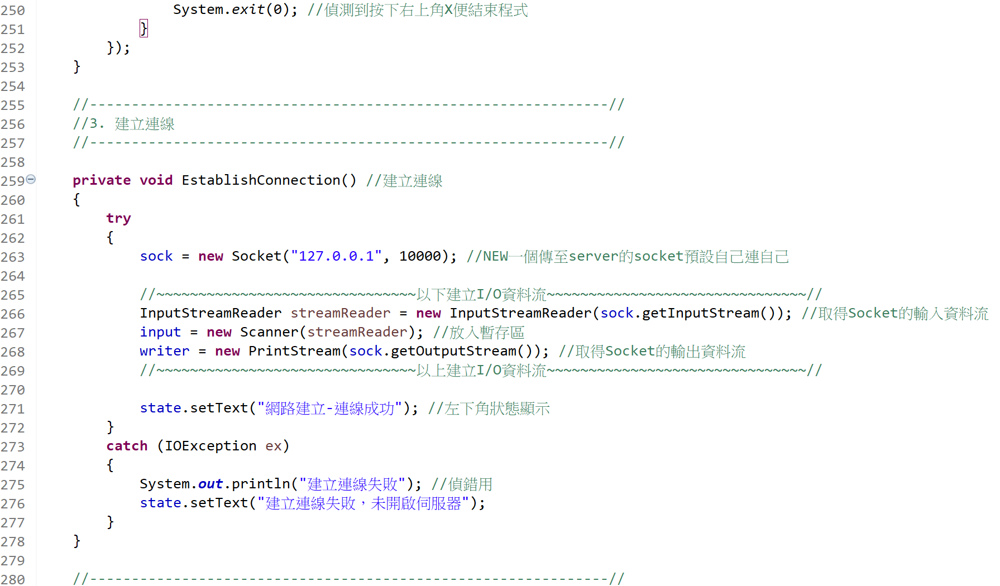 250                 System.exit(0); //偵測到按下右上角X便結束程式
251             }
252         });
253     }
254
255     //--------------------------------------------------------------//
256     //3. 建立連線
257     //--------------------------------------------------------------//
258
259     private void EstablishConnection() //建立連線
260     {
261         try
262         {
263             sock = new Socket("127.0.0.1", 10000); //NEW一個傳至server的socket預設自己連自己
264
265             //~~~~~~~~~~~~~~~~~~~~~~~~~~~~~~~以下建立I/O資料流~~~~~~~~~~~~~~~~~~~~~~~~~~~~~~~//
266             InputStreamReader streamReader = new InputStreamReader(sock.getInputStream()); //取得Socket的輸入資料流
267             input = new Scanner(streamReader); //放入暫存區
268             writer = new PrintStream(sock.getOutputStream()); //取得Socket的輸出資料流
269             //~~~~~~~~~~~~~~~~~~~~~~~~~~~~~~~以上建立I/O資料流~~~~~~~~~~~~~~~~~~~~~~~~~~~~~~~//
270
271             state.setText("網路建立-連線成功"); //左下角狀態顯示
272         }
273         catch (IOException ex)
274         {
275             System.out.println("建立連線失敗"); //偵錯用
276             state.setText("建立連線失敗，未開啟伺服器");
277         }
278     }
279
280     //--------------------------------------------------------------//